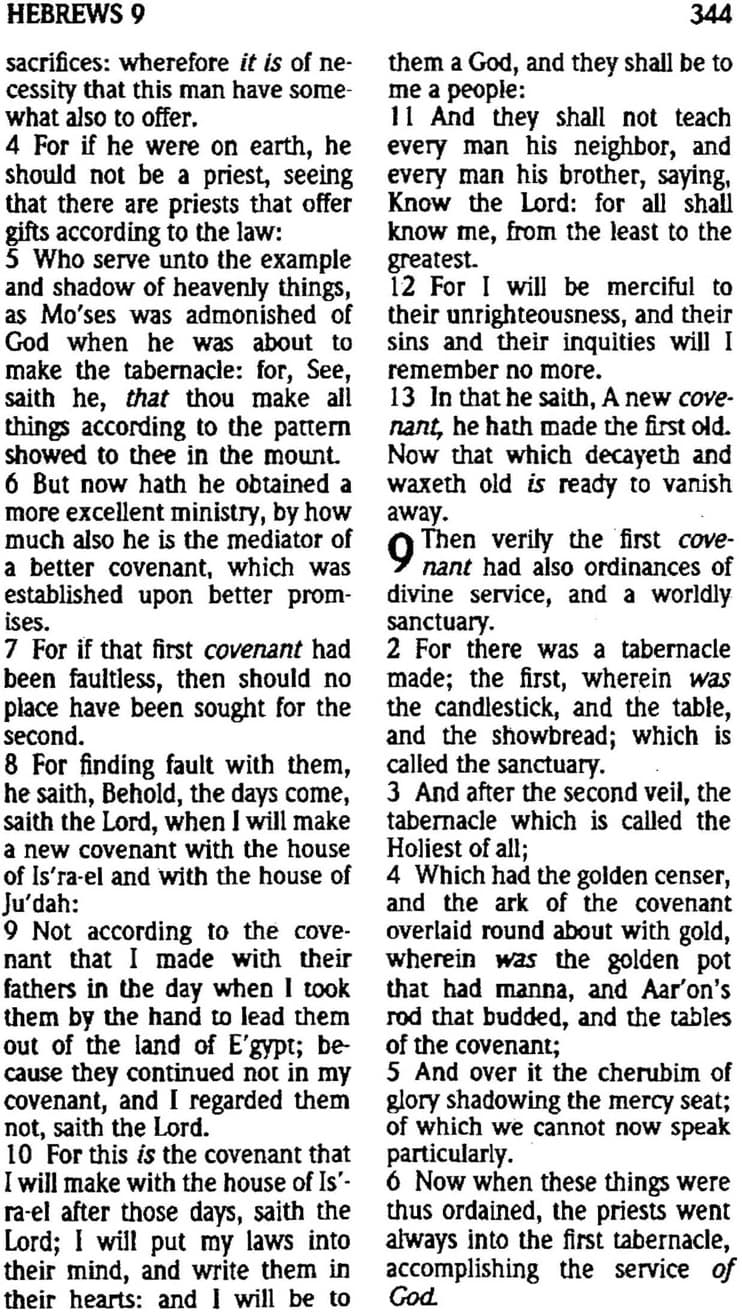 HEBREWS 9
344
sacrifices: wherefore it is of ne-
cessity that this man have some-
what also to offer.
4 For if he were on earth, he
should not be a priest, seeing
that there are priests that offer
gifts according to the law:
5 Who serve unto the example
and shadow of heavenly things,
as Mo'ses was admonished of
God when he was about to
make the tabernacle: for, See,
saith he, that thou make all
things according to the pattern
showed to thee in the mount.
6 But now hath he obtained a
more excellent ministry, by how
much also he is the mediator of
a better covenant, which was
established upon better prom-
ises.
7 For if that first covenant had
been faultless, then should no
place have been sought for the
second.
8 For finding fault with them,
he saith, Behold, the days come,
saith the Lord, when I will make
a new covenant with the house
of Is'ra-el and with the house of
Ju'dah:
9 Not according to the cove-
nant that I made with their
fathers in the day when I took
them by the hand to lead them
out of the land of E'gypt; be-
cause they continued not in my
covenant, and I regarded them
not, saith the Lord.
10 For this is the covenant that
I will make with the house of Is'-
ra-el after those days, saith the
Lord; I will put my laws into
their mind, and write them in
their hearts: and I will be to
them a God, and they shall be to
me a people:
11 And they shall not teach
every man his neighbor, and
every man his brother, saying,
Know the Lord: for all shall
know me, from the least to the
greatest.
12 For I will be merciful to
their unrighteousness, and their
sins and their inquities will I
remember no more.
13 In that he saith, A new cove-
nant, he hath made the first old.
Now that which decayeth and
waxeth old is ready to vanish
away.
9 Then verily the first cove-
nant had also ordinances of
divine service, and a worldly
sanctuary.
2 For there was a tabernacle
made; the first, wherein was
the candlestick, and the table,
and the showbread; which is
called the sanctuary.
3 And after the second veil, the
tabernacle which is called the
Holiest of all;
4 Which had the golden censer,
and the ark of the covenant
overlaid round about with gold,
wherein was the golden pot
that had manna, and Aar'on's
rod that budded, and the tables
of the covenant;
5 And over it the cherubim of
glory shadowing the mercy seat;
of which we cannot now speak
particularly.
6 Now when these things were
thus ordained, the priests went
always into the first tabernacle,
accomplishing the service of
God.